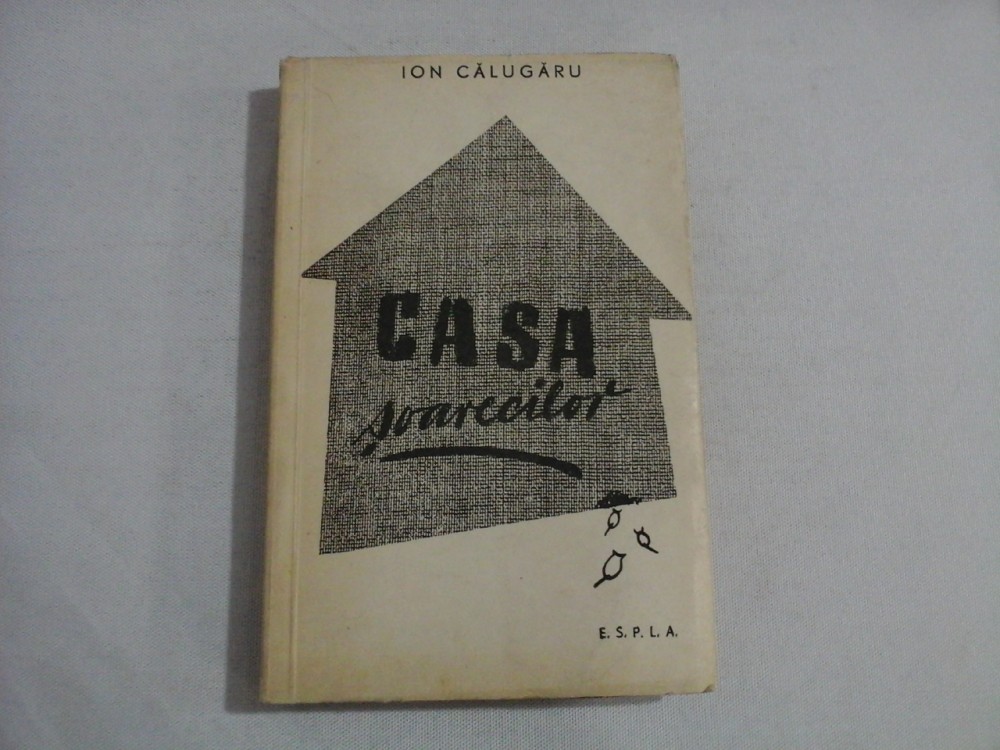 ION CĂLUGĂRU
CASA
șoarecilor
E. S. P. L. A.